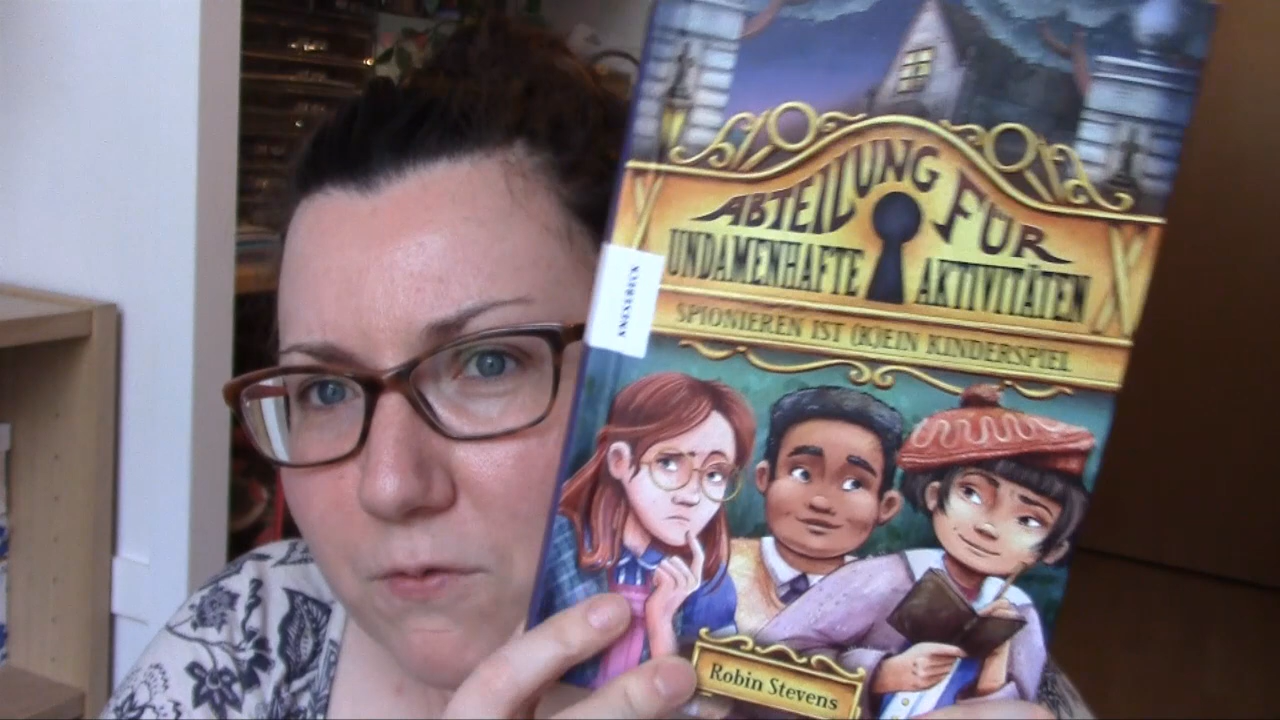 ABTEILUNG FÜR
UNDAMENHAFTE AKTIVITÄTEN
SPIONIEREN IST (K)EIN KINDERSPIEL
KNESEBECK
Robin Stevens